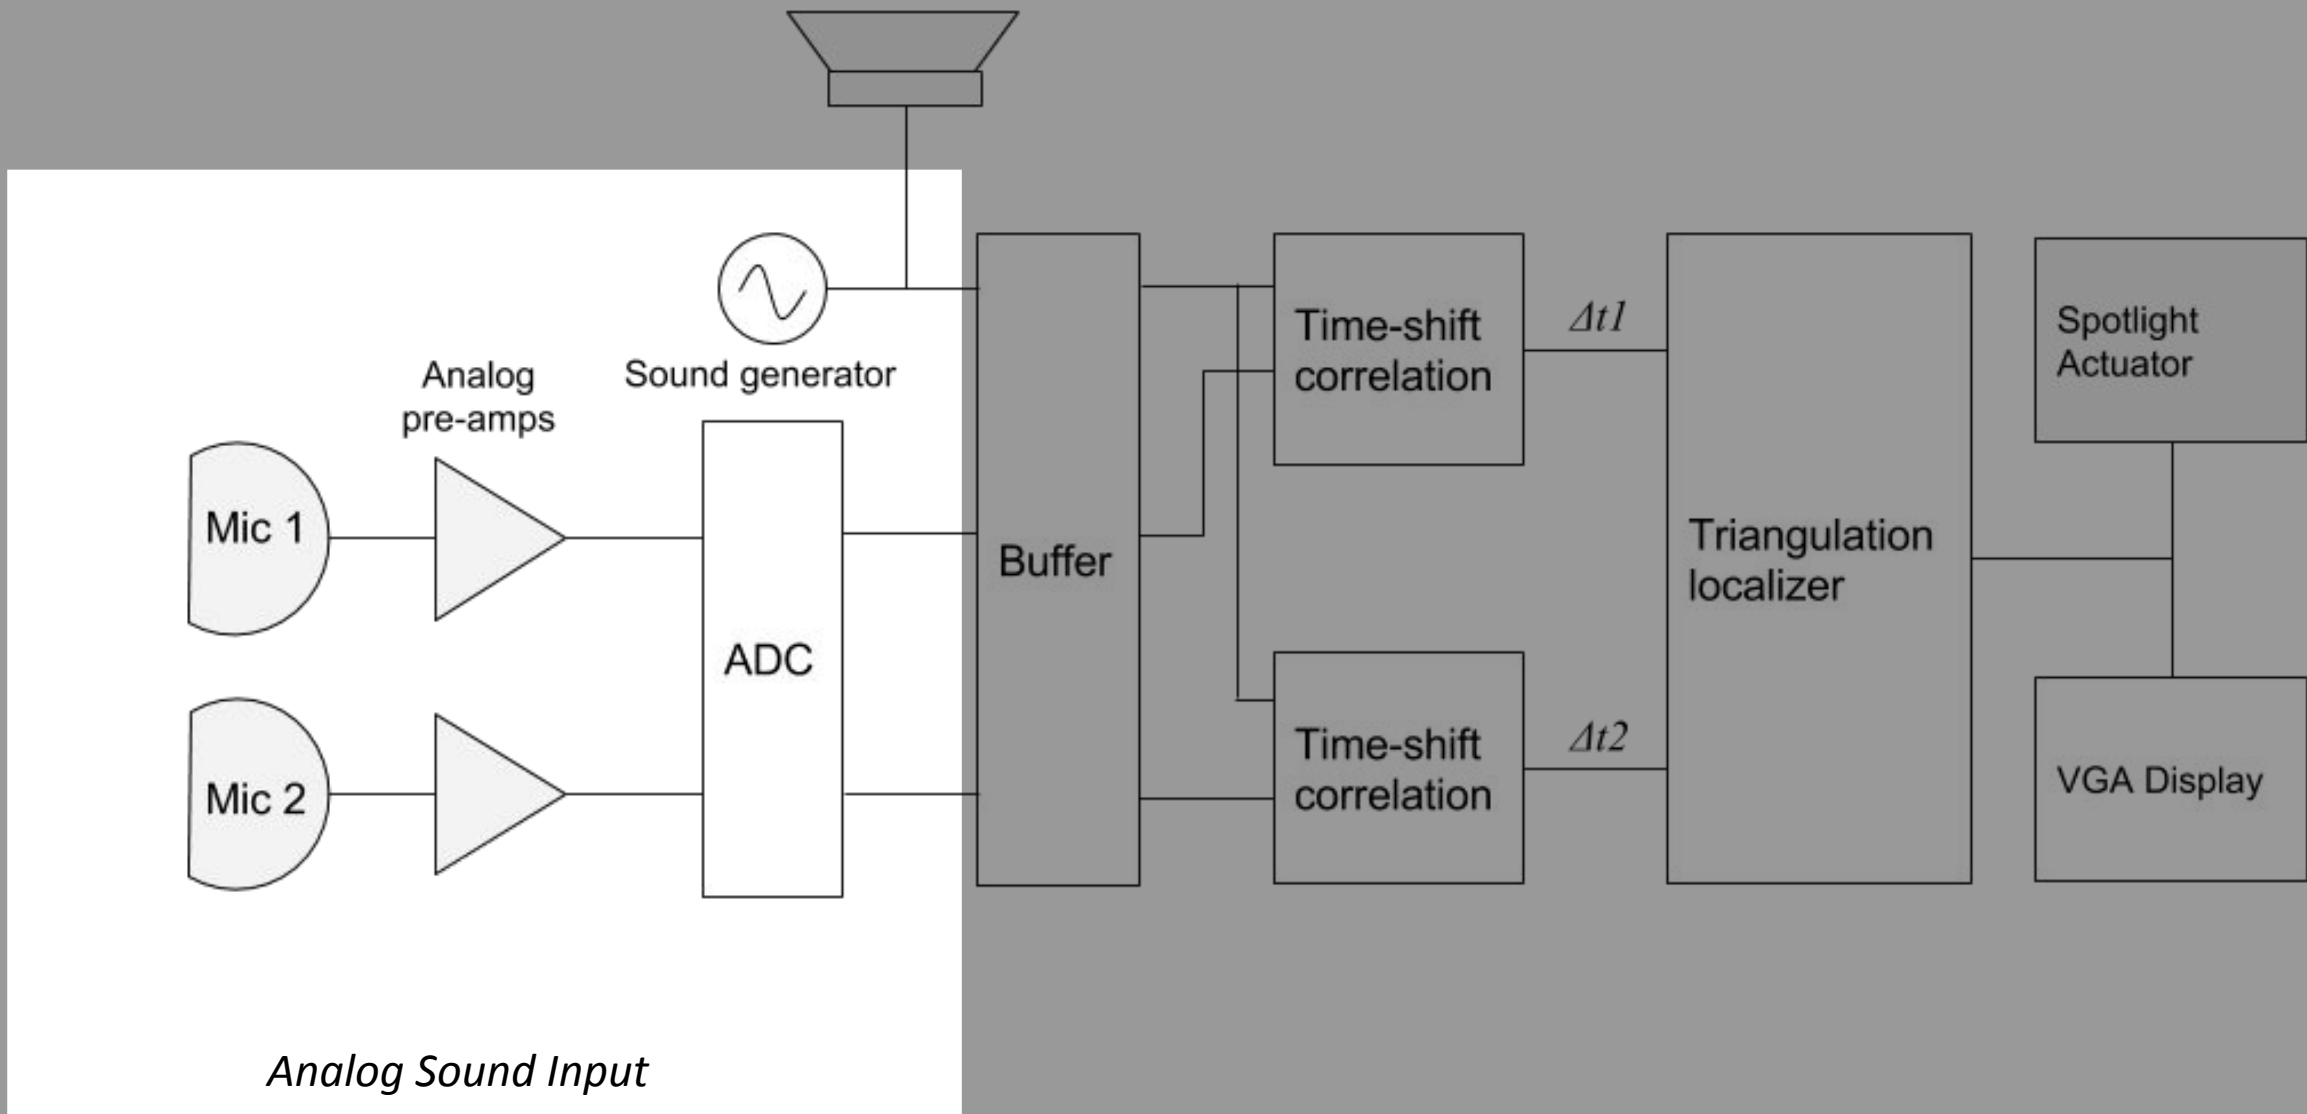 Sound generator
Analog
pre-amps
Mic 1
Mic 2
ADC
Buffer
Time-shift
correlation
Δt1
Time-shift
correlation
Δt2
Triangulation
localizer
Spotlight
Actuator
VGA Display
Analog Sound Input